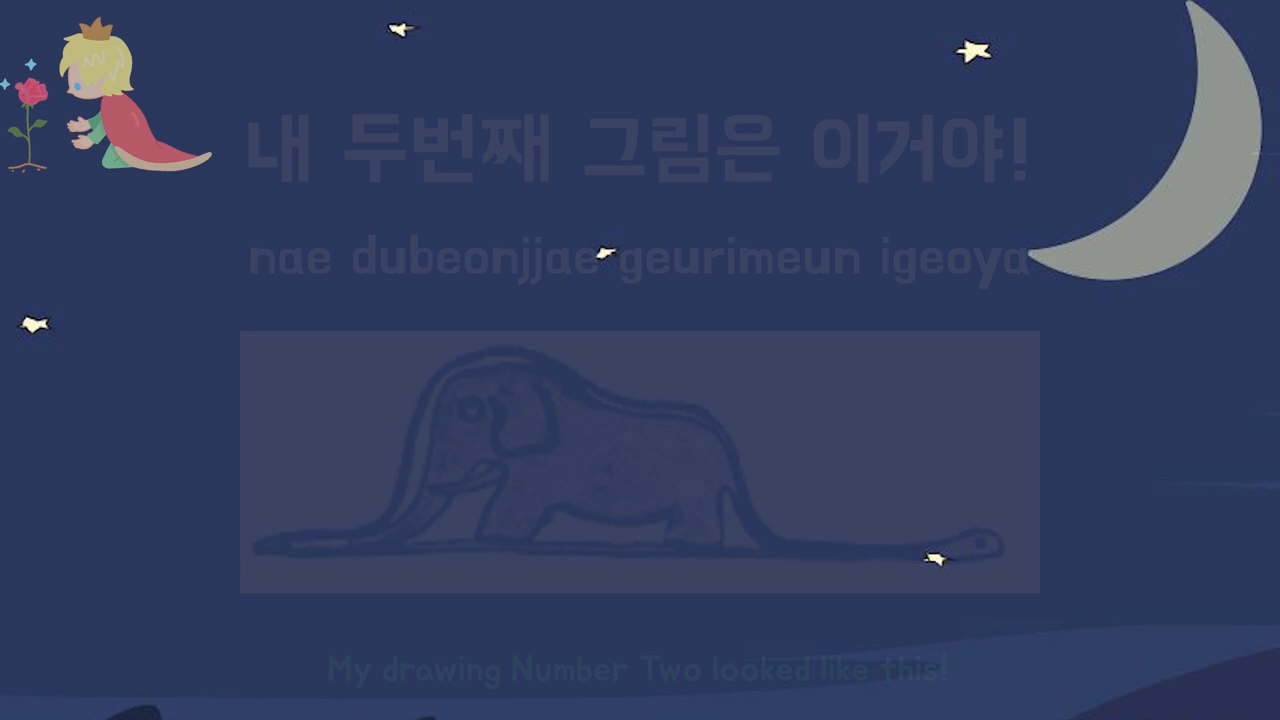 내 두번째 그림은 이거야!
nae dubeonjjae geurimeun igeoya
My drawing Number Two looked like this!